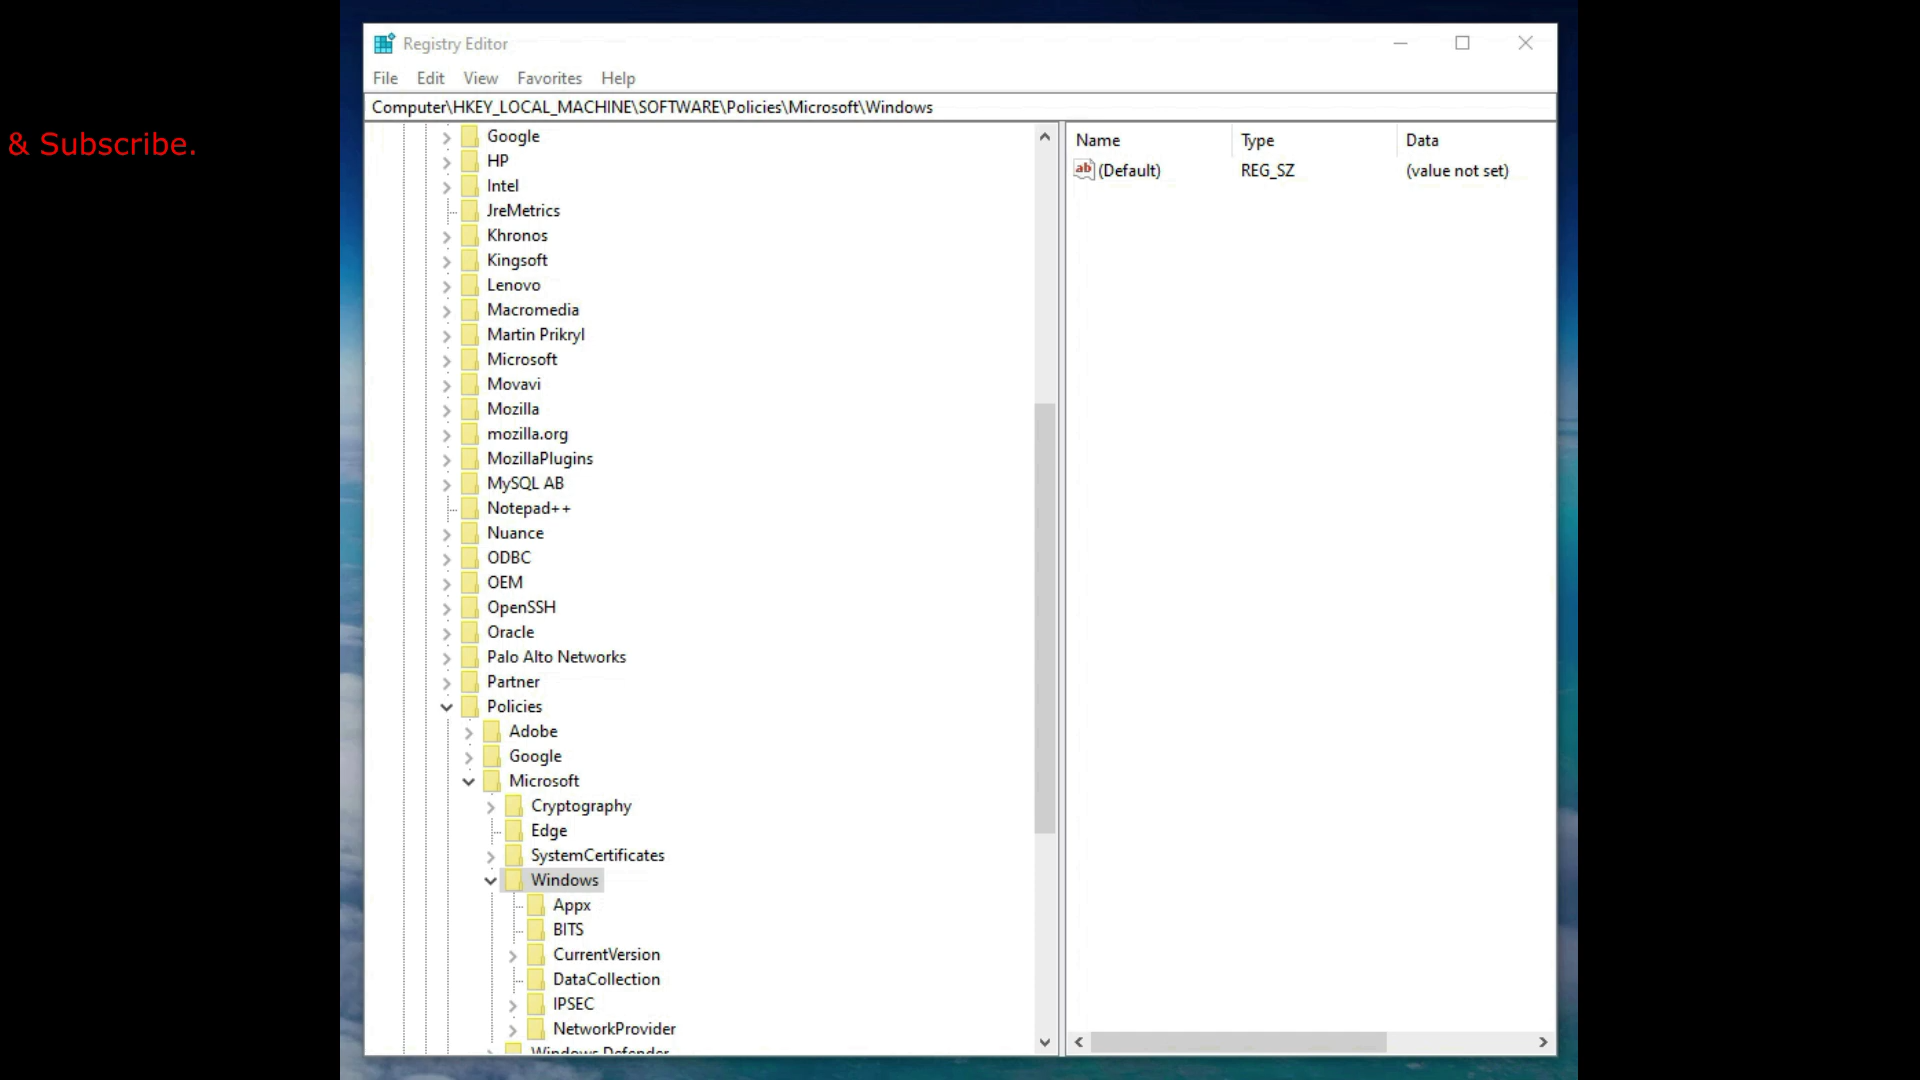 Registry Editor
File Edit View Favorites Help
Computer\HKEY_LOCAL_MACHINE\SOFTWARE\Policies\Microsoft\Windows
& Subscribe.
Google
HP
Intel
JreMetrics
Khronos
Kingsoft
Lenovo
Macromedia
Martin Prikryl
Microsoft
Movavi
Mozilla
mozilla.org
MozillaPlugins
MySQL AB
Notepad++
Nuance
ODBC
OEM
OpenSSH
Oracle
Palo Alto Networks
Partner
Policies
Adobe
Google
Microsoft
Cryptography
Edge
SystemCertificates
Windows
Appx
BITS
CurrentVersion
DataCollection
IPSEC
NetworkProvider
Windows Defender
Name Type Data
ab (Default) REG_SZ (value not set)